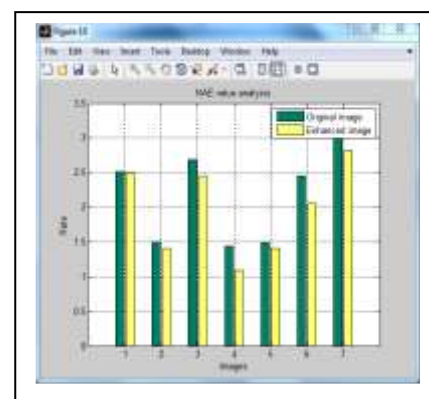 Figure 10
File Edit View Insert Tools Desktop Window Help
MAE value analysis
Original image
Enhanced image
3.5
3
2.5
2
1.5
1
0.5
0
Rate
1 2 3 4 5 6 7
Images